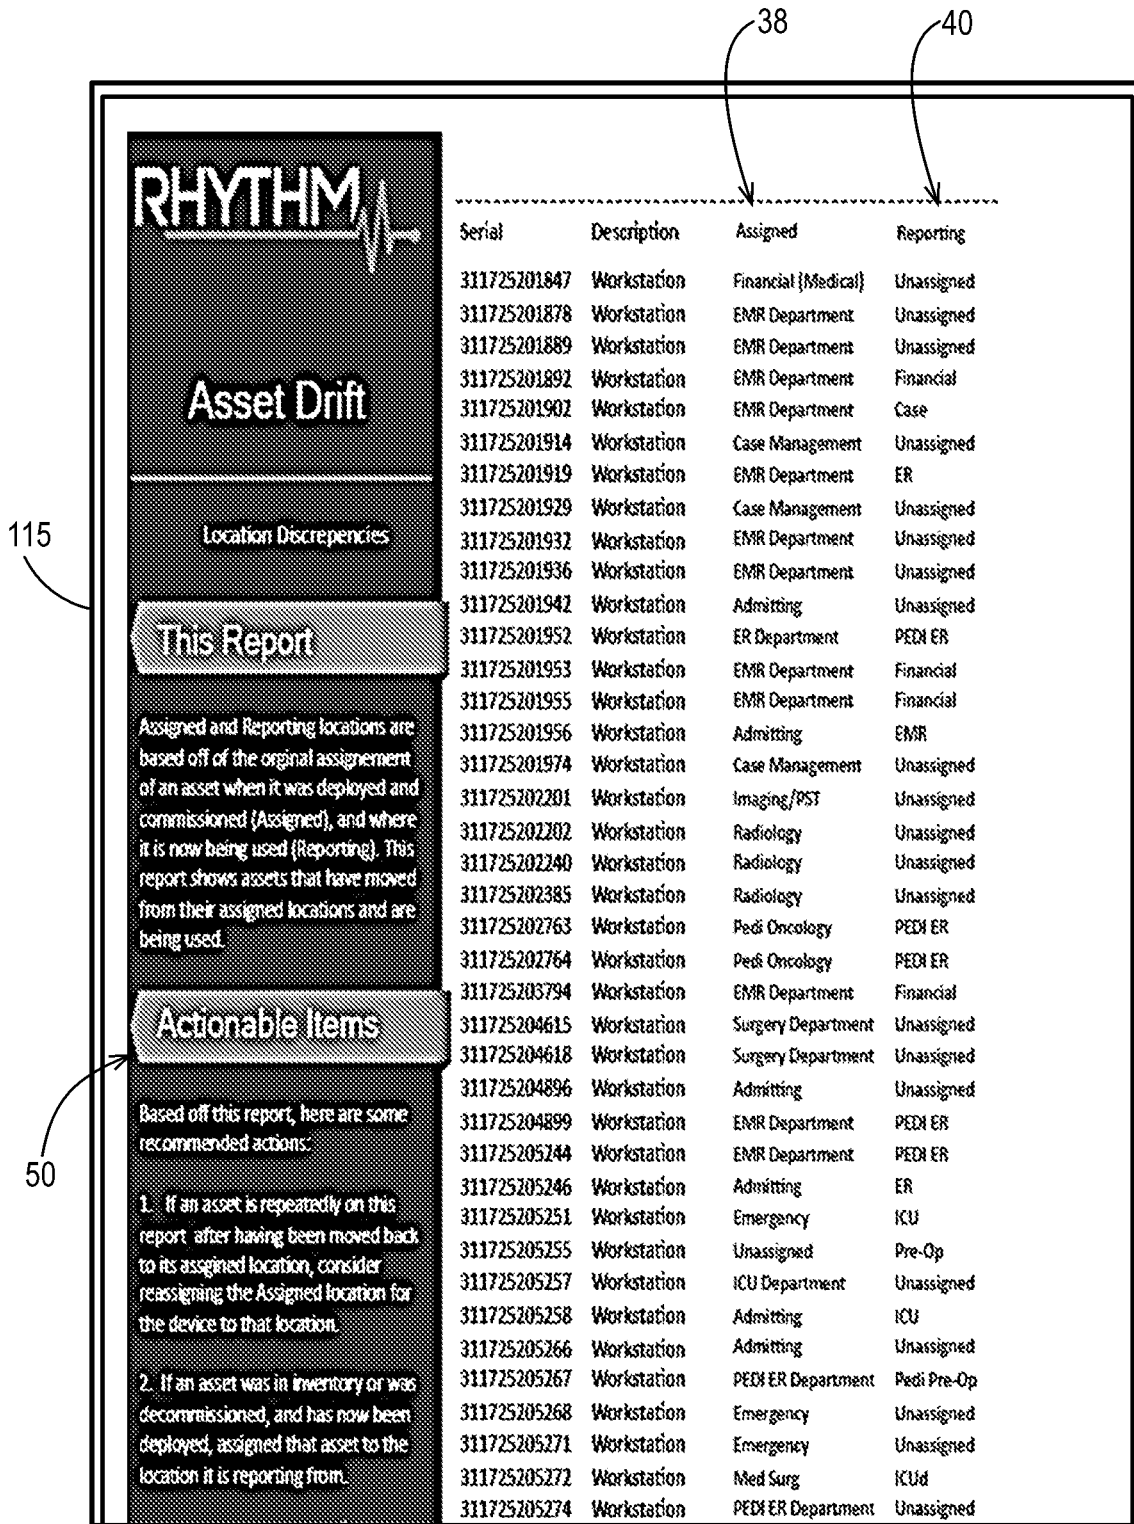 38
40
115
50
RHYTHM
Asset Drift
Location Discrepencies
This Report
Assigned and Reporting locations are
based off of the orginal assignement
of an asset when it was deployed and
commissioned (Assigned), and where
it is now being used (Reporting). This
report shows assets that have moved
from their assigned locations and are
being used.
Actionable Items
Based off this report, here are some
recommended actions:
1. If an asset is repeatedly on this
report after having been moved back
to its assgined location, consider
reassigning the Assigned location for
the device to that location.
2. If an asset was in inventory or was
decommissioned, and has now been
deployed, assigned that asset to the
location it is reporting from.
Serial Description Assigned Reporting
311725201847 Workstation Financial (Medical) Unassigned
311725201878 Workstation EMR Department Unassigned
311725201889 Workstation EMR Department Unassigned
311725201892 Workstation EMR Department Financial
311725201902 Workstation EMR Department Case
311725201914 Workstation Case Management Unassigned
311725201919 Workstation EMR Department ER
311725201929 Workstation Case Management Unassigned
311725201932 Workstation EMR Department Unassigned
311725201936 Workstation EMR Department Unassigned
311725201942 Workstation Admitting Unassigned
311725201952 Workstation ER Department PEDI ER
311725201953 Workstation EMR Department Financial
311725201955 Workstation EMR Department Financial
311725201956 Workstation Admitting EMR
311725201974 Workstation Case Management Unassigned
311725202201 Workstation Imaging/PST Unassigned
311725202202 Workstation Radiology Unassigned
311725202240 Workstation Radiology Unassigned
311725202385 Workstation Radiology Unassigned
311725202763 Workstation Pedi Oncology PEDI ER
311725202764 Workstation Pedi Oncology PEDI ER
311725203794 Workstation EMR Department Financial
311725204615 Workstation Surgery Department Unassigned
311725204618 Workstation Surgery Department Unassigned
311725204896 Workstation Admitting Unassigned
311725204899 Workstation EMR Department PEDI ER
311725205244 Workstation EMR Department PEDI ER
311725205246 Workstation Admitting ER
311725205251 Workstation Emergency ICU
311725205255 Workstation Unassigned Pre-Op
311725205257 Workstation ICU Department Unassigned
311725205258 Workstation Admitting ICU
311725205266 Workstation Admitting Unassigned
311725205267 Workstation PEDI ER Department Pedi Pre-Op
311725205268 Workstation Emergency Unassigned
311725205271 Workstation Emergency Unassigned
311725205272 Workstation Med Surg ICUd
311725205274 Workstation PEDI ER Department Unassigned